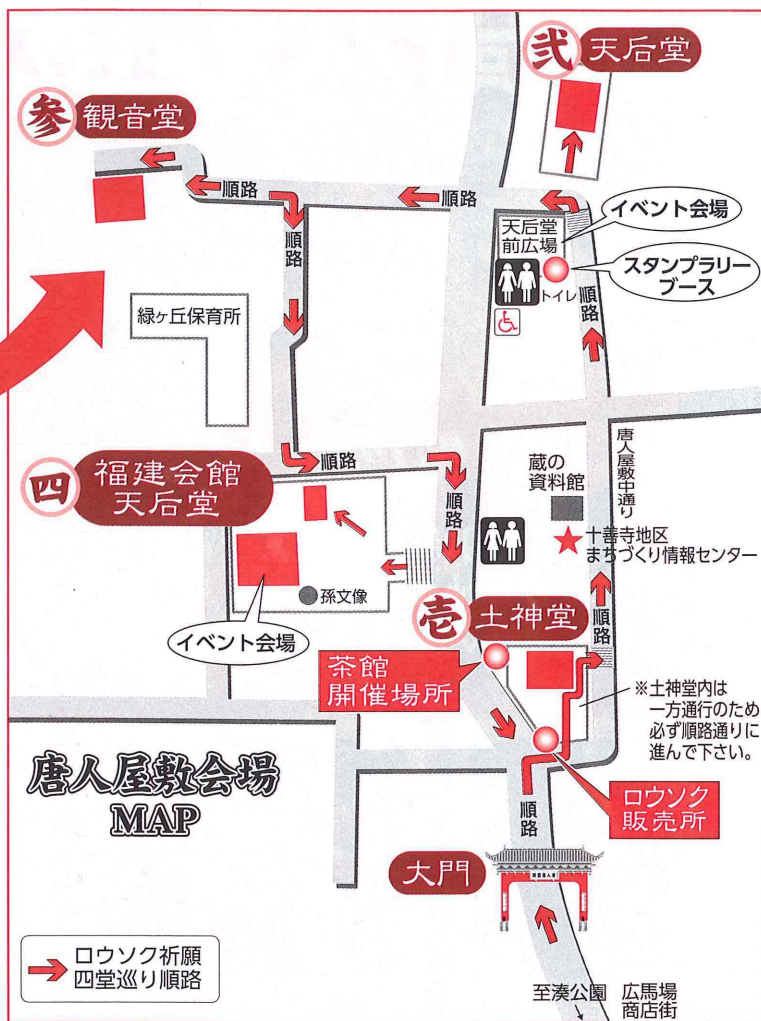 弐 天后堂
参 観音堂
順路
順路
イベント会場
天后堂
前広場
スタンプラリー
ブース
トイレ
順路
順路
緑ヶ丘保育所
唐人屋敷中通り
四 福建会館
天后堂
順路
順路
蔵の
資料館
十善寺地区
まちづくり情報センター
孫文像
イベント会場
壱 土神堂
順路
茶館
開催場所
※土神堂内は
一方通行のため
必ず順路通りに
進んで下さい。
唐人屋敷会場
MAP
ロウソク
販売所
順路
大門
ロウソク祈願
四堂巡り順路
至湊公園 広馬場
商店街